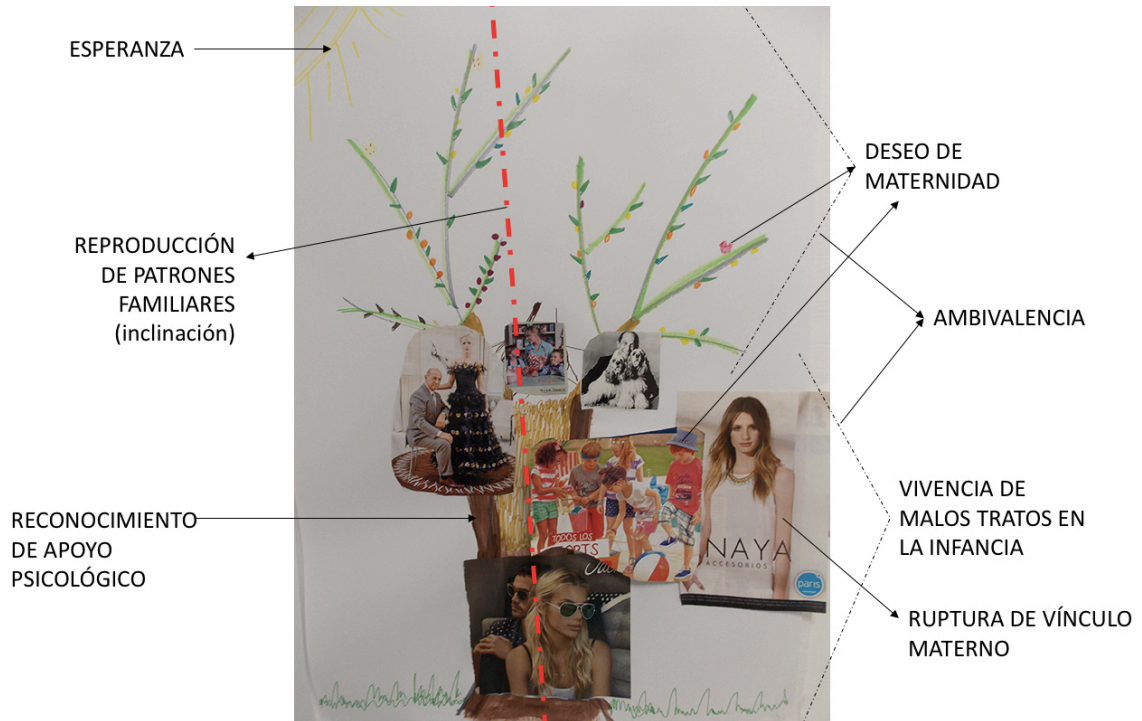 ESPERANZA
REPRODUCCIÓN
DE PATRONES
FAMILIARES
(inclinación)
RECONOCIMIENTO
DE APOYO
PSICOLÓGICO
TODOS LOS
NAYA
ACCESORIOS
paris
DESEO DE
MATERNIDAD
AMBIVALENCIA
VIVENCIA DE
MALOS TRATOS EN
LA INFANCIA
RUPTURA DE VÍNCULO
MATERNO